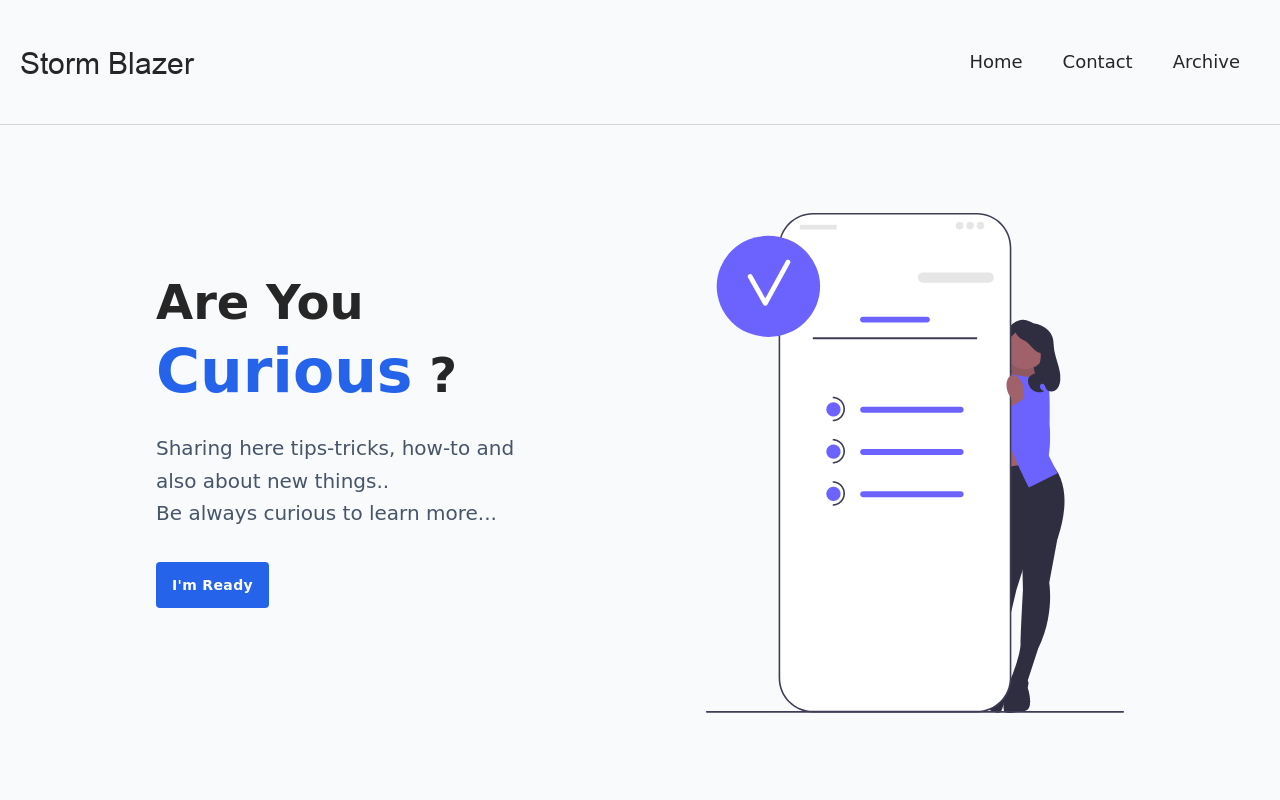 Storm Blazer
Home Contact Archive
Are You
Curious ?
Sharing here tips-tricks, how-to and
also about new things..
Be always curious to learn more...
I'm Ready